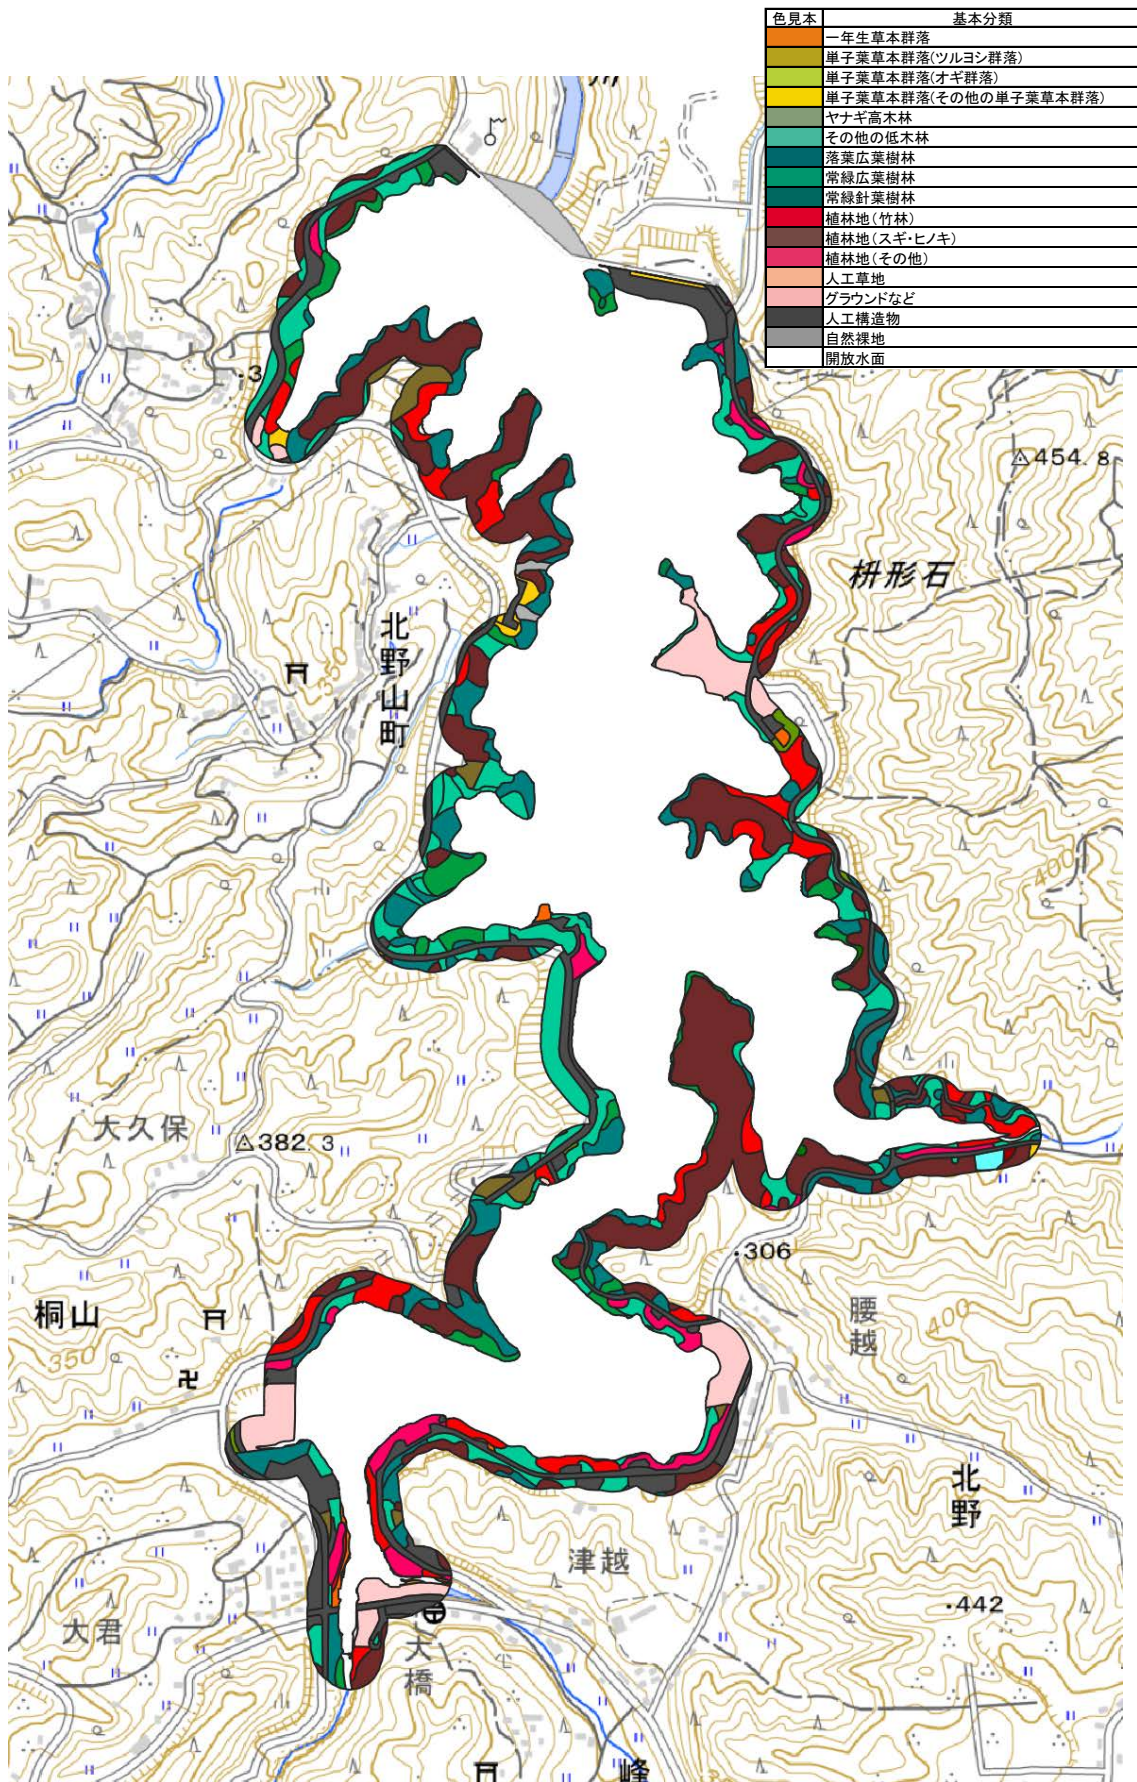 色見本 基本分類
一年生草本群落
単子葉草本群落(ツルヨシ群落)
単子葉草本群落(オギ群落)
単子葉草本群落(その他の単子葉草本群落)
ヤナギ高木林
その他の低木林
落葉広葉樹林
常緑広葉樹林
常緑針葉樹林
植林地(竹林)
植林地(スギ・ヒノキ)
植林地(その他)
人工草地
グラウンドなど
人工構造物
自然裸地
開放水面
川
・3
454.8
枡形石
北野山町
350
400
大久保
382.3
・306
桐山
350
腰越
400
北野
津越
・442
大君
大橋
峰